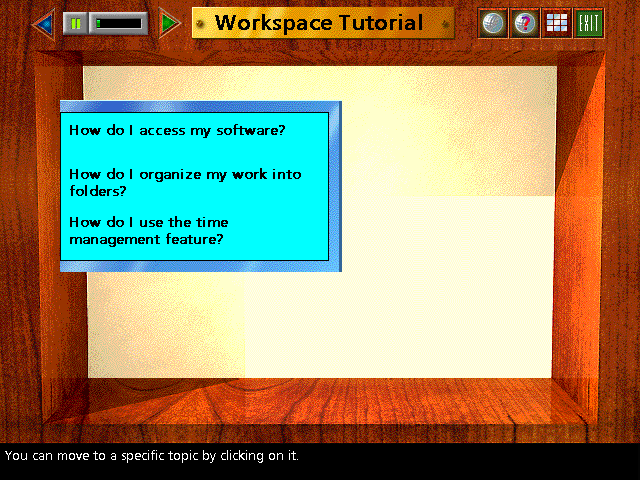 Workspace Tutorial
EXIT
How do I access my software?
How do I organize my work into
folders?
How do I use the time
management feature?
You can move to a specific topic by clicking on it.